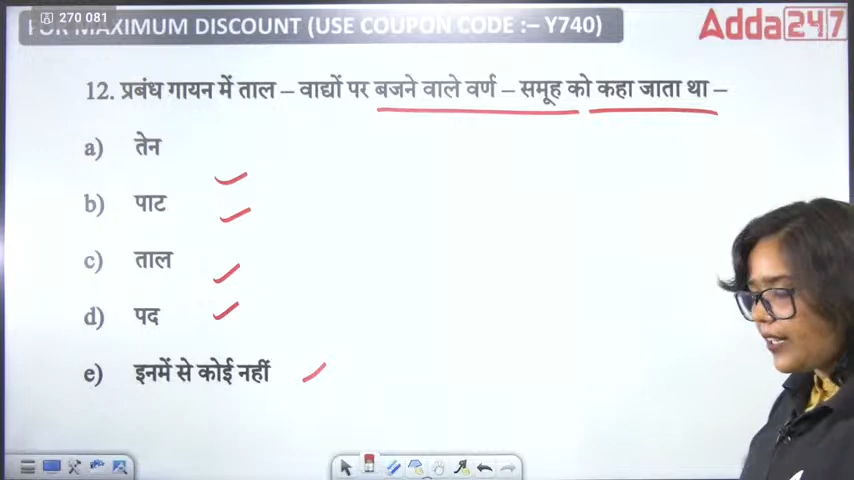 270 081
FOR MAXIMUM DISCOUNT (USE COUPON CODE :– Y740)
Adda247
12. प्रबंध गायन में ताल – वाद्यों पर बजने वाले वर्ण – समूह को कहा जाता था –
a) तेन
b) पाट
c) ताल
d) पद
e) इनमें से कोई नहीं